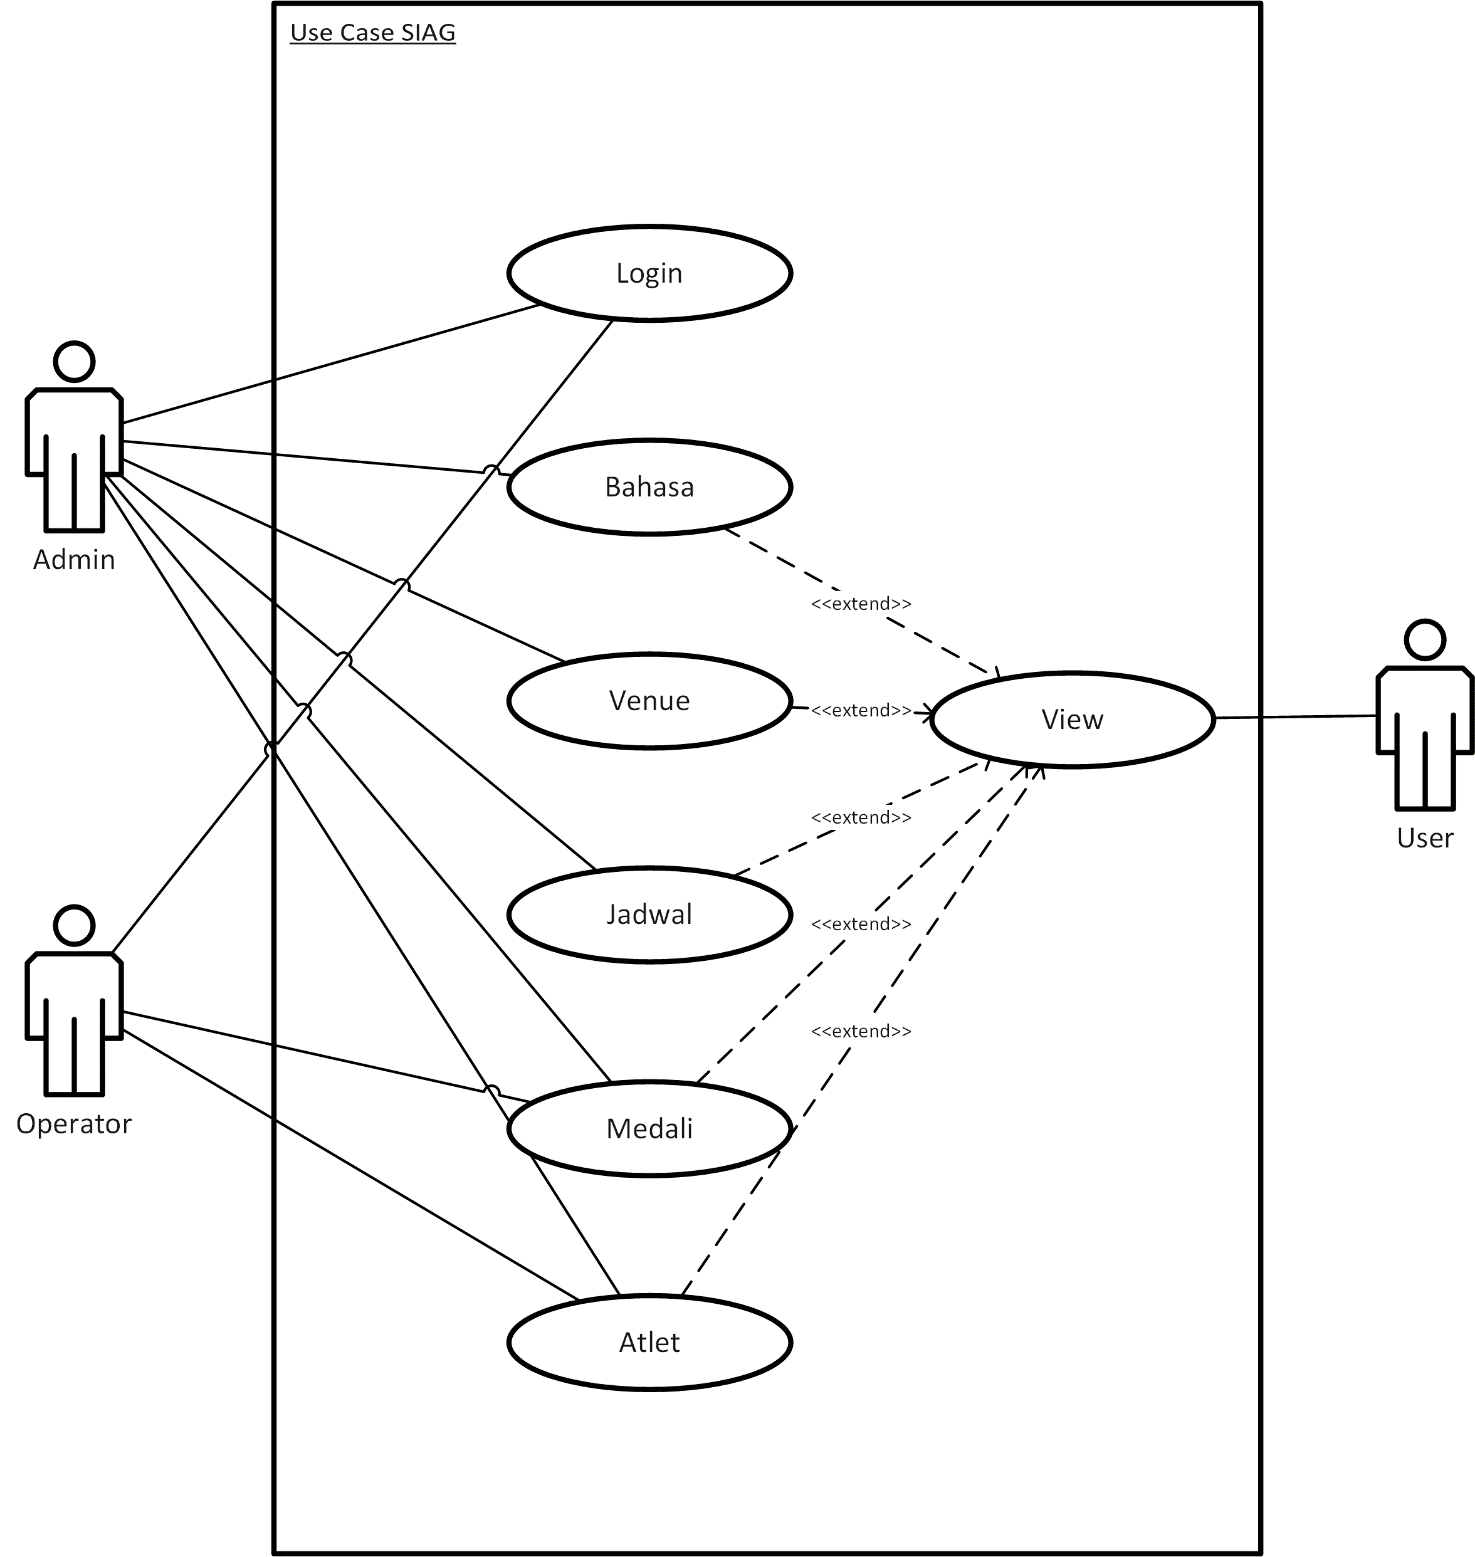 Use Case SIAG
Login
Bahasa
Admin
<<extend>>
Venue
<<extend>>
View
<<extend>>
User
Jadwal
<<extend>>
<<extend>>
Operator
Medali
Atlet